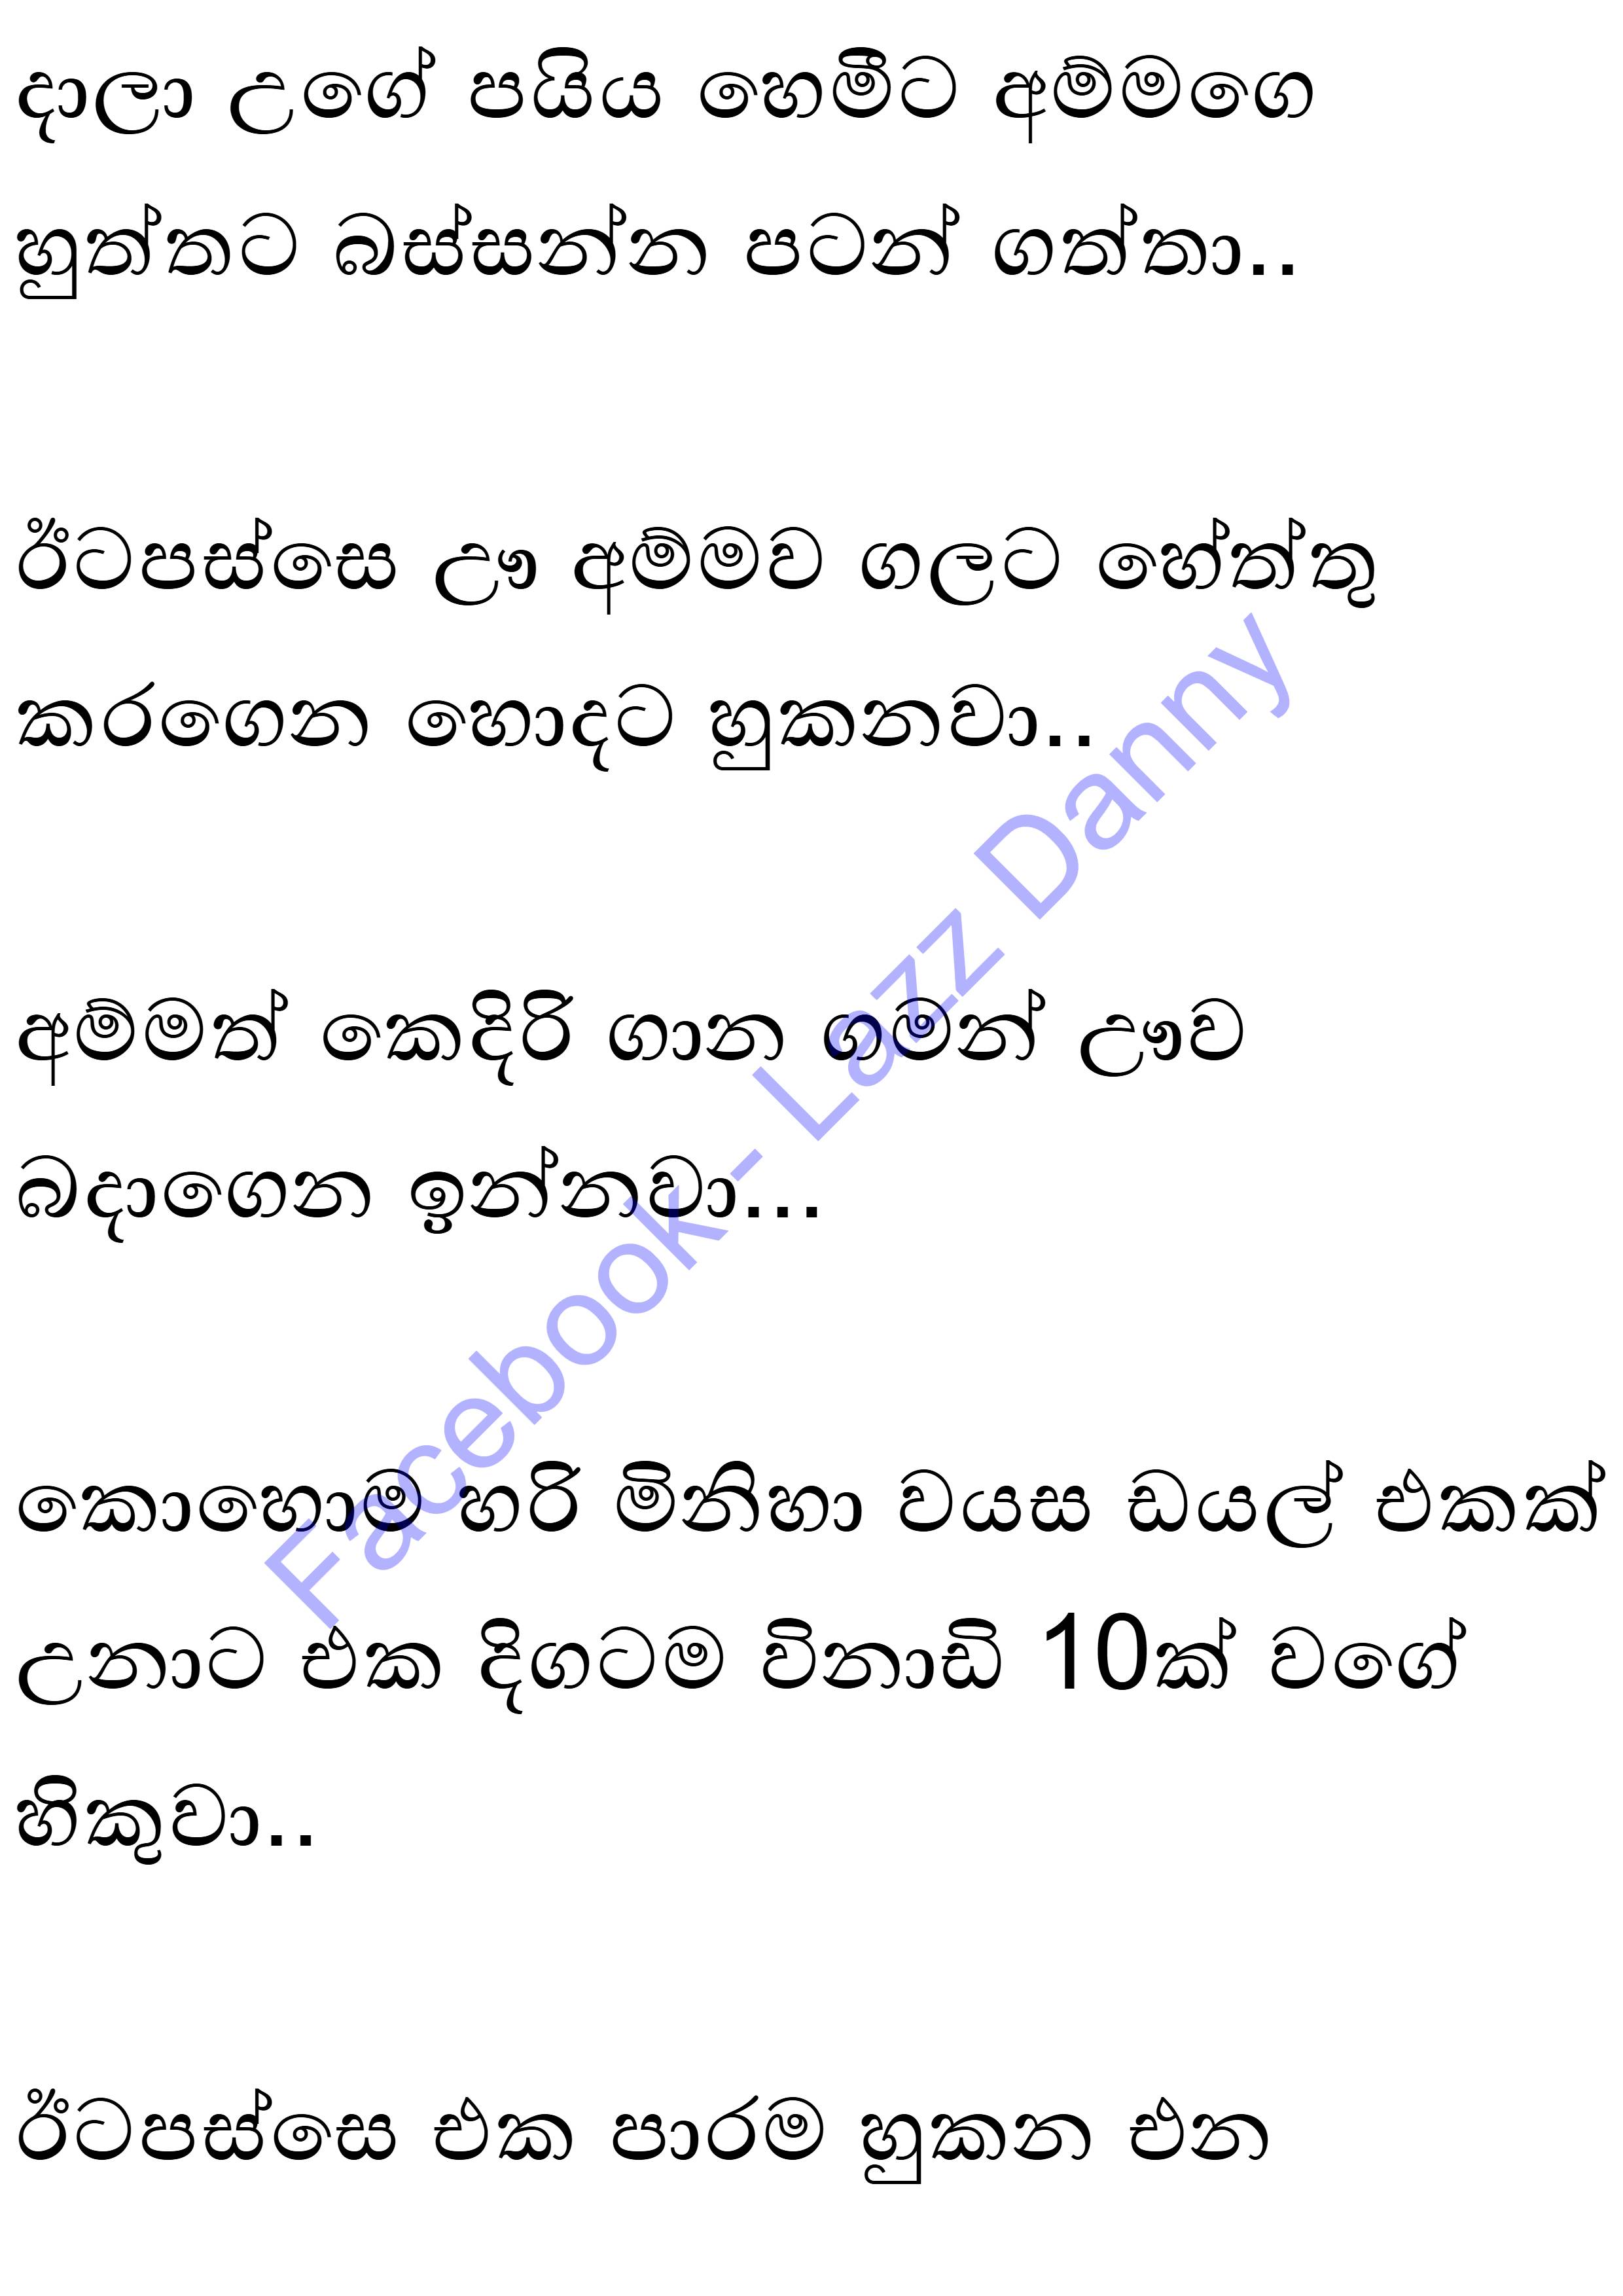 දාලා උගේ පයිය හෙමීට අම්මගෙ
හුත්තට බස්සන්න පටන් ගත්තා..
ඊටපස්සෙ ඌ අම්මව ගලට හේත්තු
කරගෙන හොදට හුකනවා..
අම්මත් කෙදිරි ගාන ගමන් ඌව
බදාගෙන ඉන්නවා...
කොහොම හරි මිනිහා වයස ඩයල් එකක්
උනාට එක දිගටම විනාඩි 10ක් වගේ
හිකුවා..
ඊටපස්සෙ එක පාරම හුකන එන
Facebook - Lazz Danny